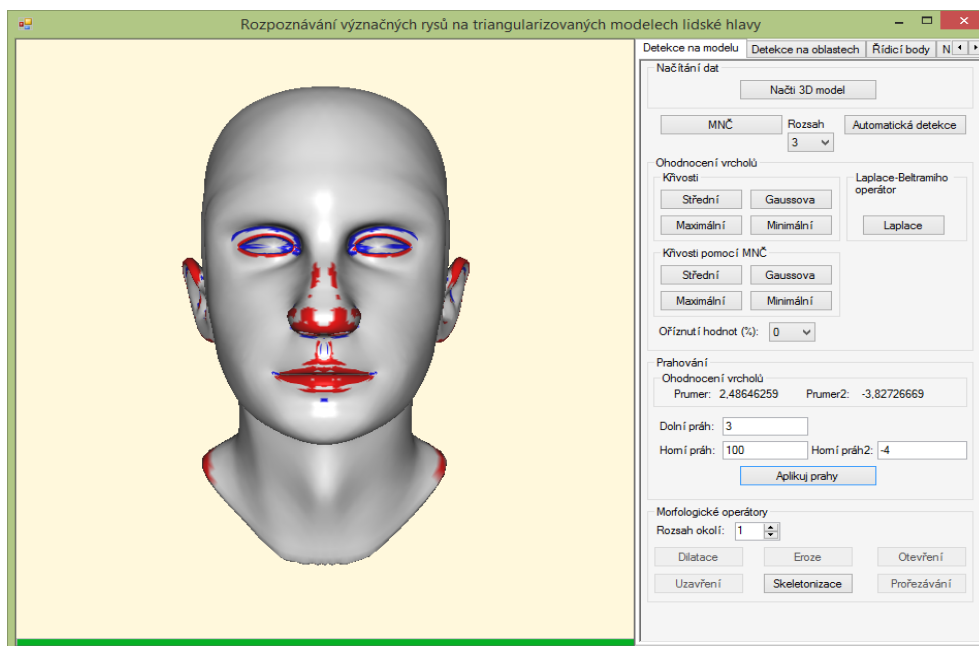 Rozpoznávání význačných rysů na triangularizovaných modelech lidské hlavy
Detekce na modelu Detekce na oblastech Řídicí body N
Načítání dat
Načti 3D model
MNČ Rozsah Automatická detekce
3
Ohodnocení vrcholů
Křivosti Laplace-Beltramiho
operátor
Střední Gaussova
Maximální Minimální Laplace
Křivosti pomocí MNČ
Střední Gaussova
Maximální Minimální
Oříznutí hodnot (%): 0
Prahování
Ohodnocení vrcholů
Prumer: 2,48646259 Prumer2: -3,82726669
Dolní práh: 3
Horní práh: 100 Horní práh2: -4
Aplikuj prahy
Morfologické operátory
Rozsah okolí: 1
Dilatace Eroze Otevření
Uzavření Skeletonizace Prořezávání